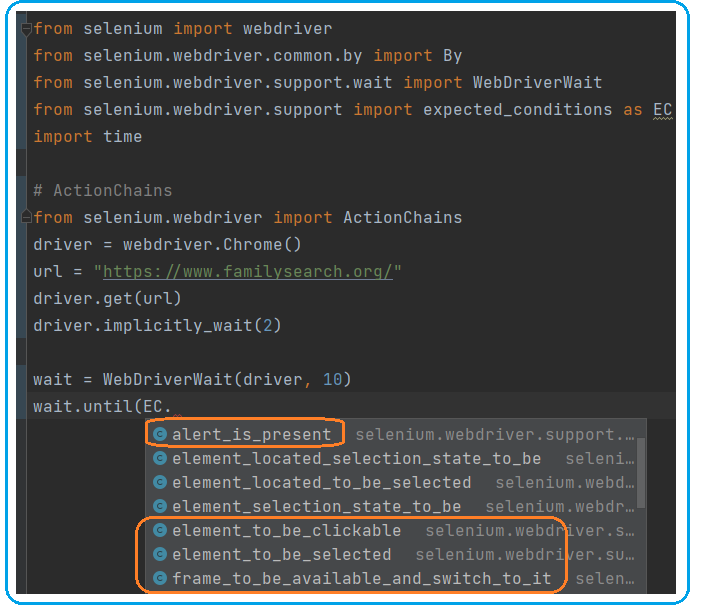 from selenium import webdriver
from selenium.webdriver.common.by import By
from selenium.webdriver.support.wait import WebDriverWait
from selenium.webdriver.support import expected_conditions as EC
import time
# ActionChains
from selenium.webdriver import ActionChains
driver = webdriver.Chrome()
url = "https://www.familysearch.org/"
driver.get(url)
driver.implicitly_wait(2)
wait = WebDriverWait(driver, 10)
wait.until(EC.
alert_is_present selenium.webdriver.support....
element_located_selection_state_to_be seleni...
element_located_to_be_selected selenium.webd...
element_selection_state_to_be selenium.webdr...
element_to_be_clickable selenium.webdriver.s...
element_to_be_selected selenium.webdriver.su...
frame_to_be_available_and_switch_to_it selen...